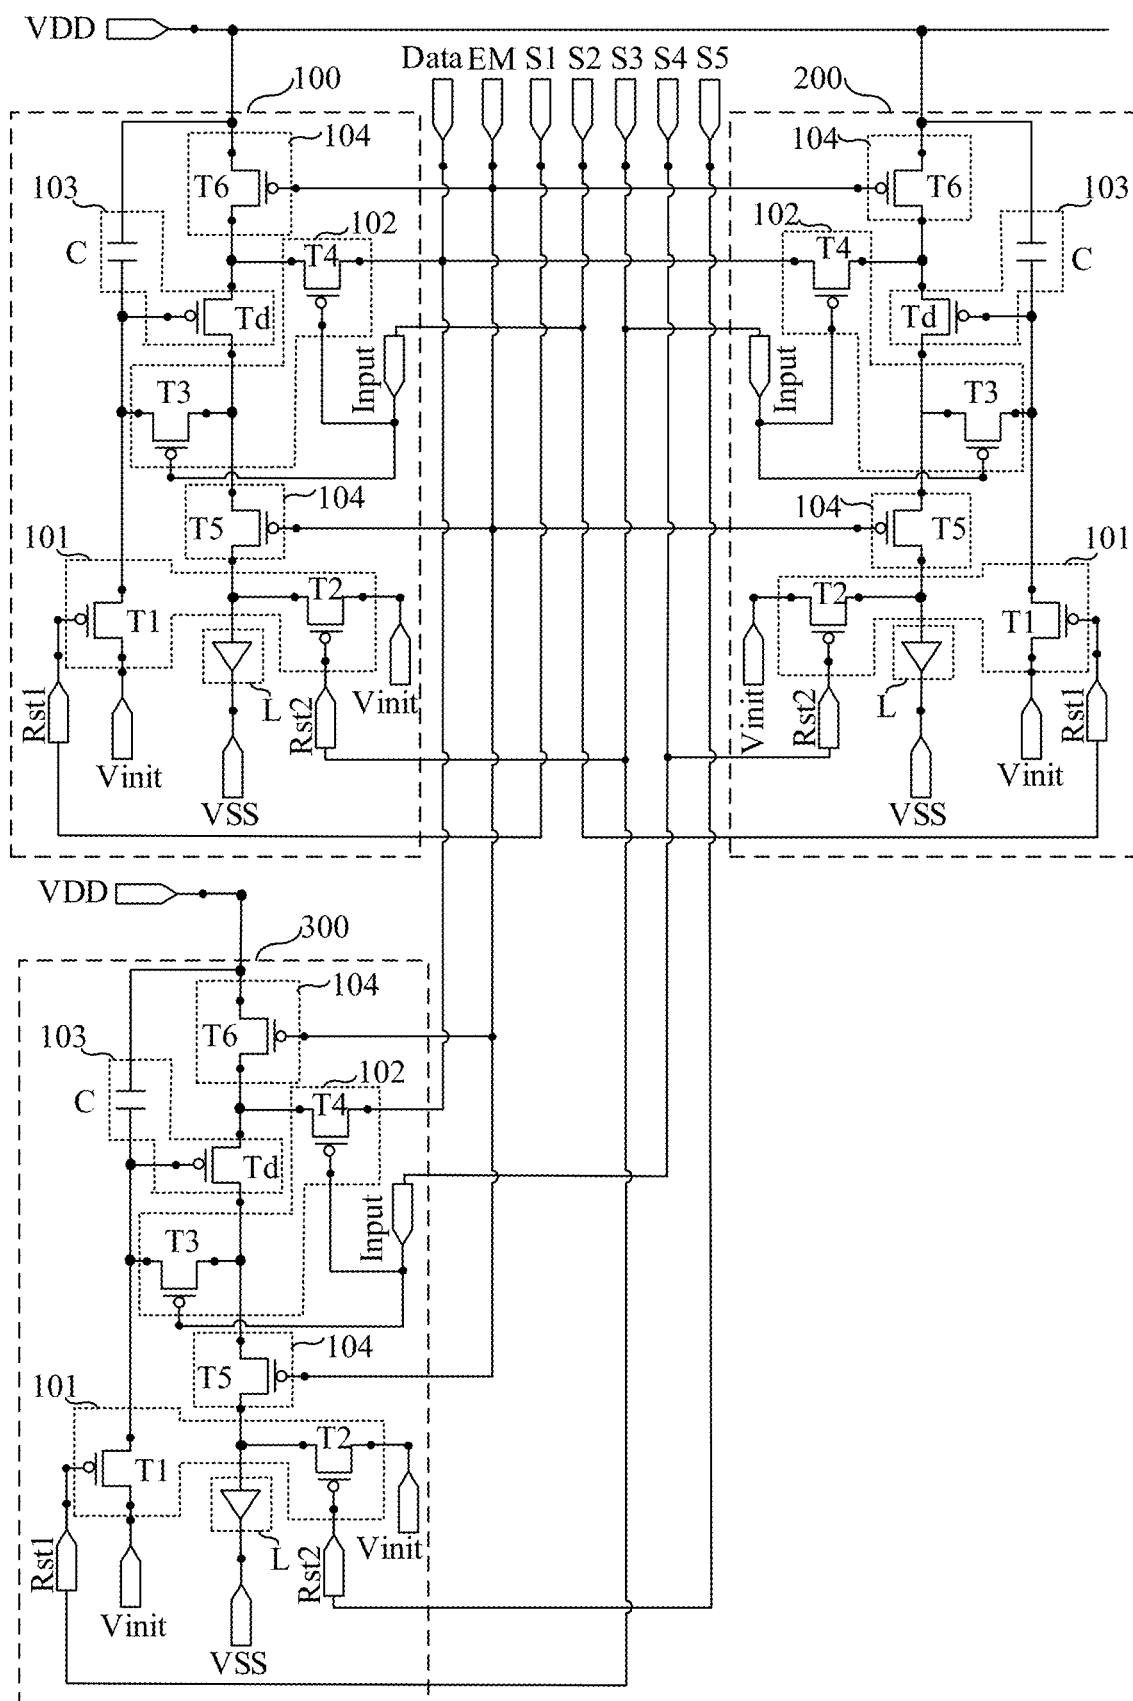 VDD
Data EM S1 S2 S3 S4 S5
100
200
104
104
T6
T6
103
103
102
102
T4
T4
C
C
Td
Td
Input
Input
T3
T3
104
104
T5
T5
101
101
T2
T2
T1
T1
L
L
Rst1
Vinit
VSS
Rst2
Vinit
Vinit
Rst2
VSS
Vinit
Rst1
VDD
300
104
T6
103
102
C
T4
Td
Input
T3
104
T5
101
T2
T1
L
Rst1
Vinit
VSS
Rst2
Vinit